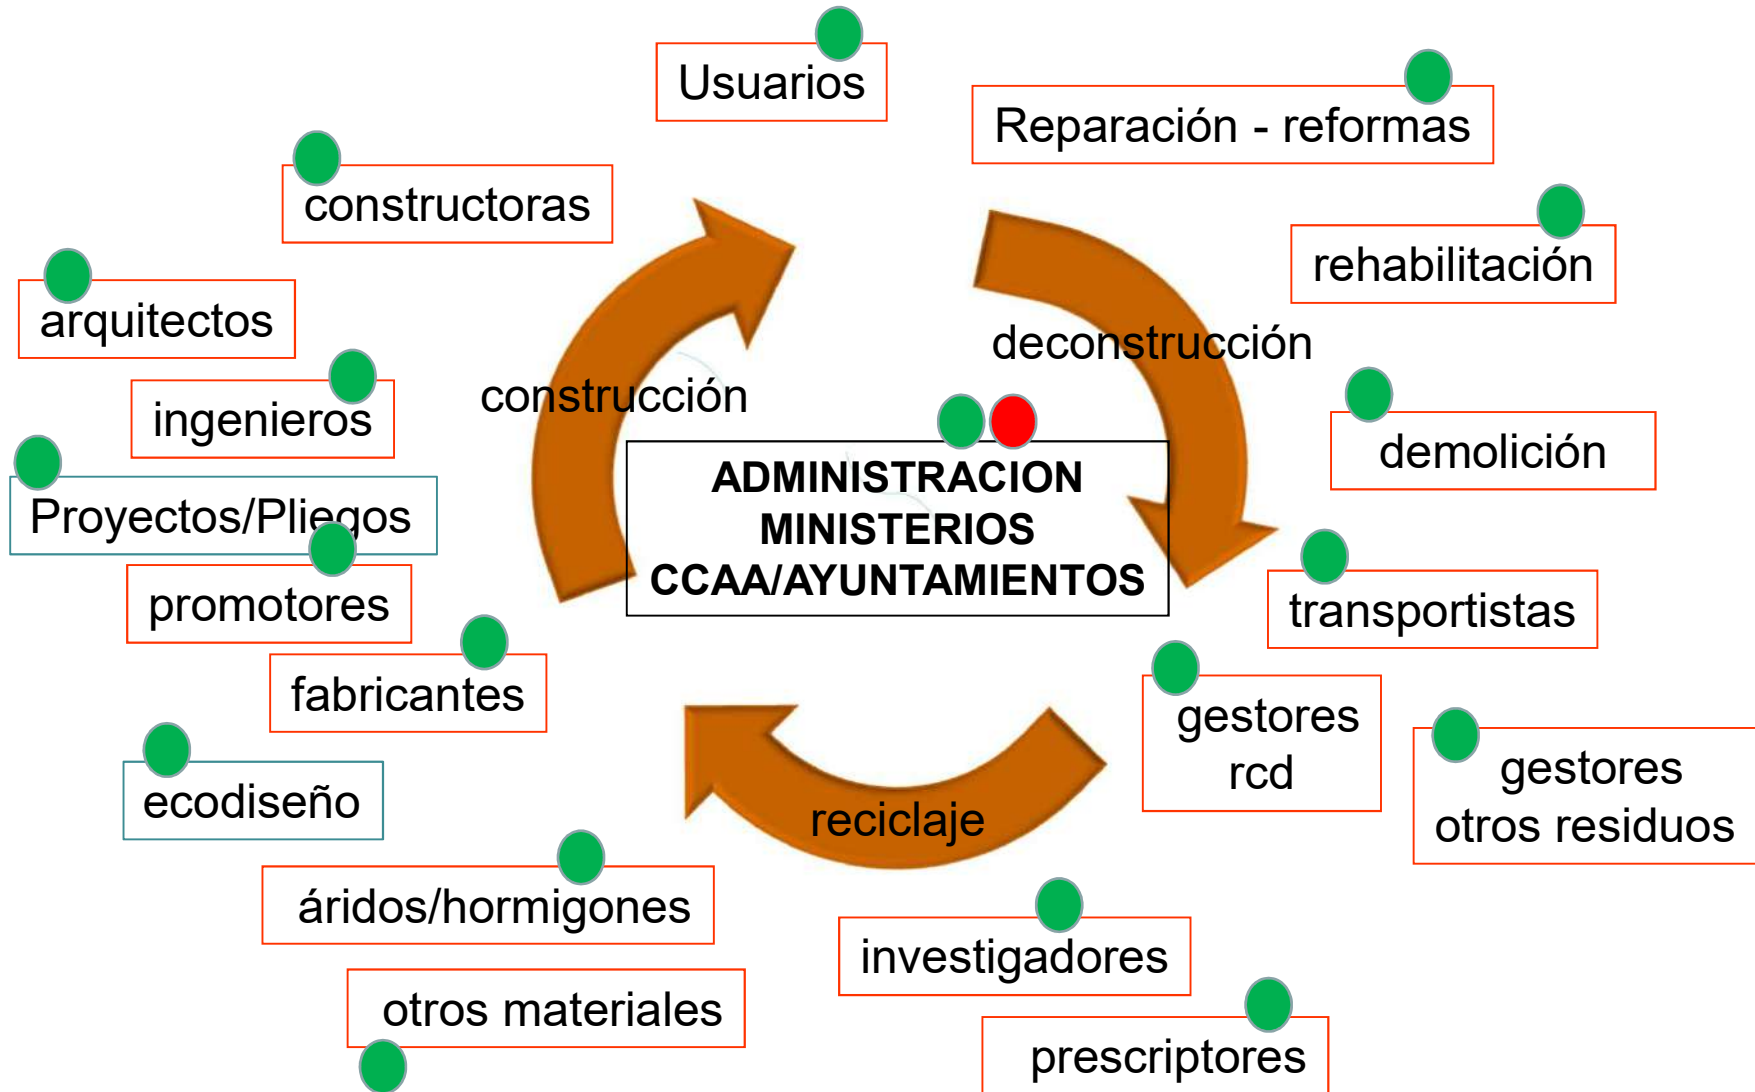 Usuarios
Reparación - reformas
constructoras
rehabilitación
arquitectos
deconstrucción
construcción
ingenieros
demolición
ADMINISTRACION
MINISTERIOS
CCAA/AYUNTAMIENTOS
Proyectos/Pliegos
promotores
transportistas
fabricantes
gestores
rcd
gestores
otros residuos
ecodiseño
reciclaje
áridos/hormigones
investigadores
otros materiales
prescriptores